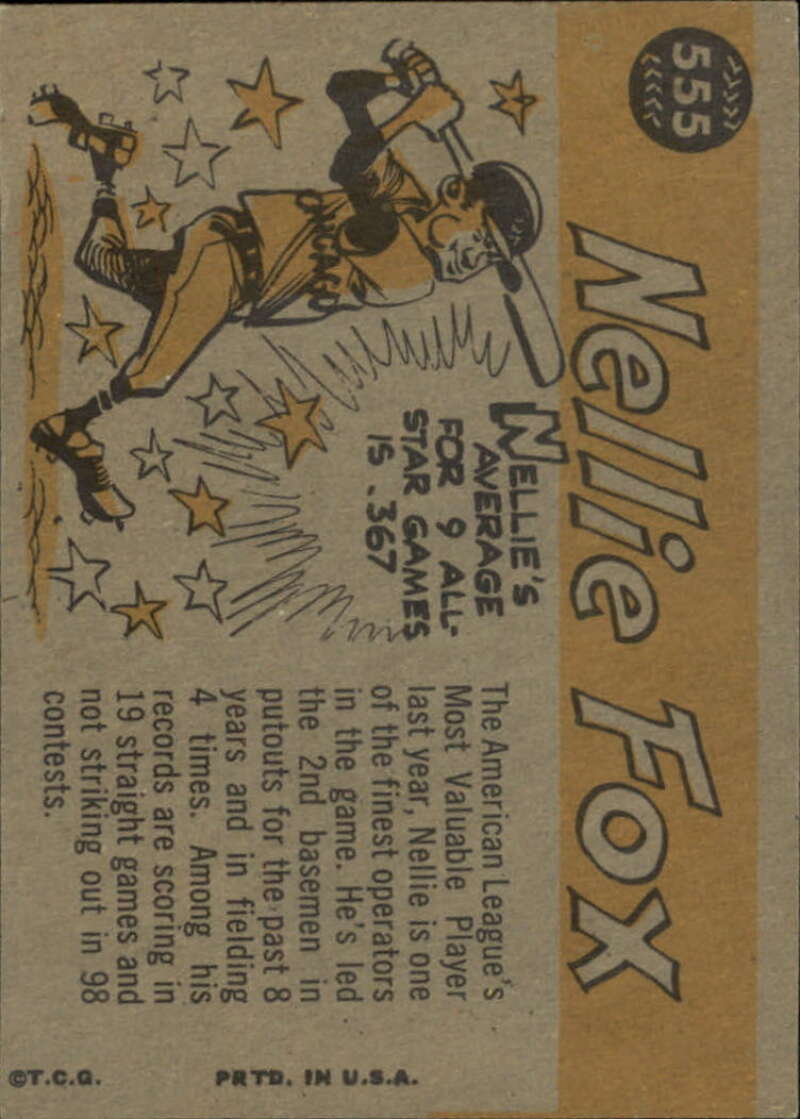 555
Nellie Fox
CHICAGO
NELLIE'S
AVERAGE
FOR 9 ALL-
STAR GAMES
IS .367
The American League's
Most Valuable Player
last year, Nellie is one
of the finest operators
in the game. He's led
the 2nd basemen in
putouts for the past 8
years and in fielding
4 times. Among his
records are scoring in
19 straight games and
not striking out in 98
contests.
©T.C.G.
PRTD. IN U.S.A.